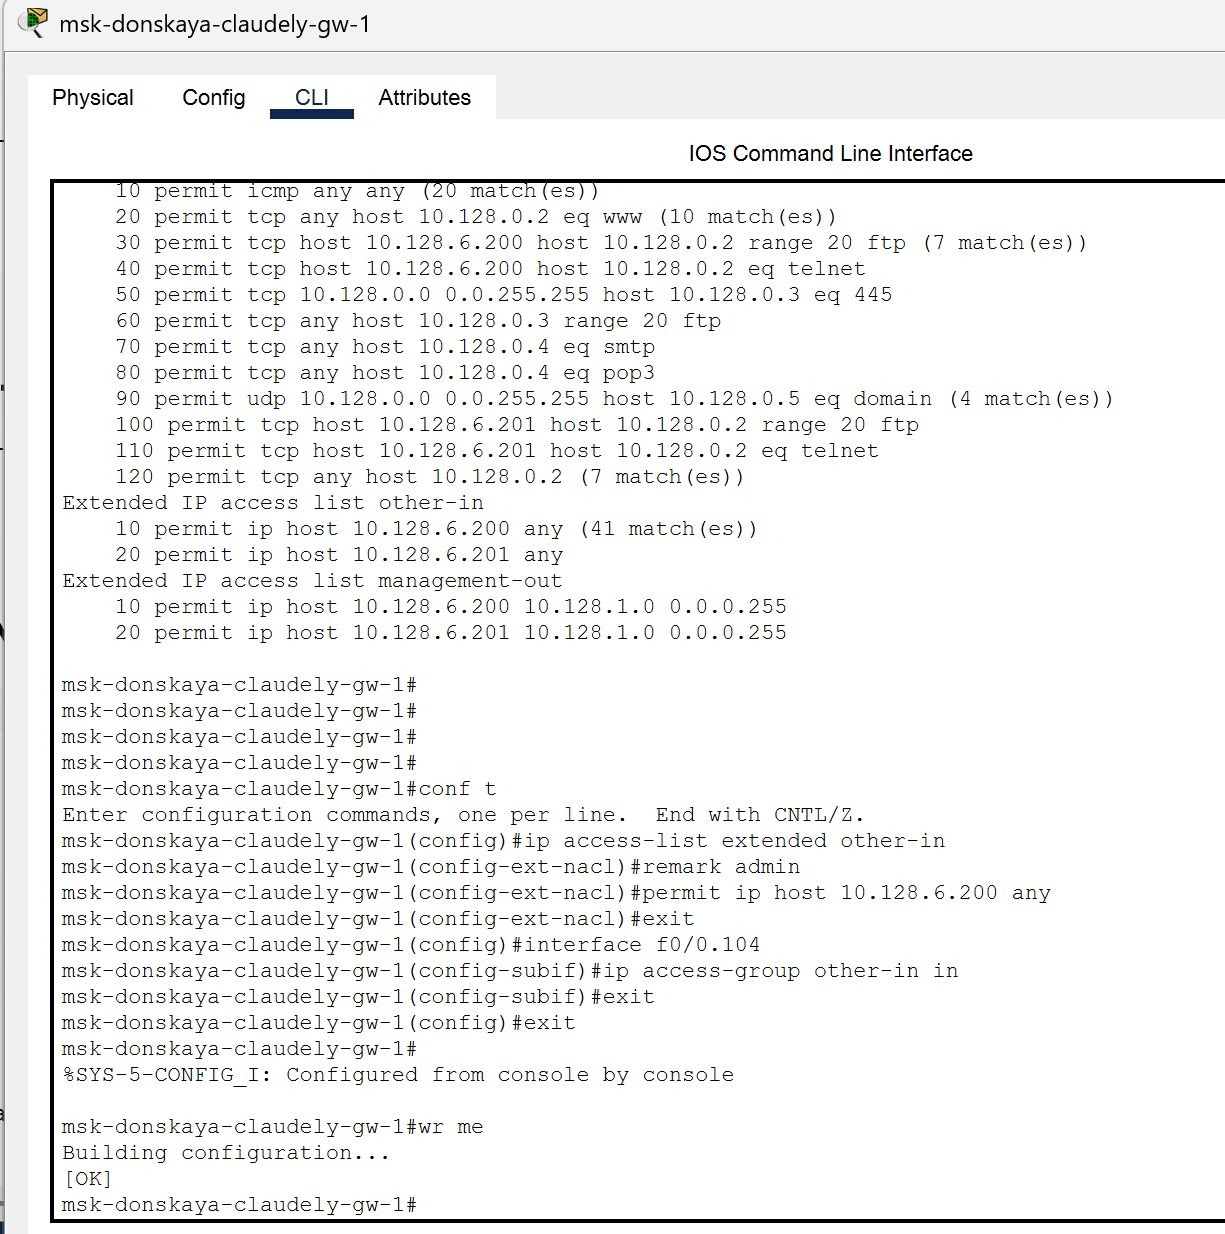 msk-donskaya-claudely-gw-1
Physical Config CLI Attributes
IOS Command Line Interface
10 permit icmp any any (20 match(es))
20 permit tcp any host 10.128.0.2 eq www (10 match(es))
30 permit tcp host 10.128.6.200 host 10.128.0.2 range 20 ftp (7 match(es))
40 permit tcp host 10.128.6.200 host 10.128.0.2 eq telnet
50 permit tcp 10.128.0.0 0.0.255.255 host 10.128.0.3 eq 445
60 permit tcp any host 10.128.0.3 range 20 ftp
70 permit tcp any host 10.128.0.4 eq smtp
80 permit tcp any host 10.128.0.4 eq pop3
90 permit udp 10.128.0.0 0.0.255.255 host 10.128.0.5 eq domain (4 match(es))
100 permit tcp host 10.128.6.201 host 10.128.0.2 range 20 ftp
110 permit tcp host 10.128.6.201 host 10.128.0.2 eq telnet
120 permit tcp any host 10.128.0.2 (7 match(es))
Extended IP access list other-in
10 permit ip host 10.128.6.200 any (41 match(es))
20 permit ip host 10.128.6.201 any
Extended IP access list management-out
10 permit ip host 10.128.6.200 10.128.1.0 0.0.0.255
20 permit ip host 10.128.6.201 10.128.1.0 0.0.0.255
msk-donskaya-claudely-gw-1#
msk-donskaya-claudely-gw-1#
msk-donskaya-claudely-gw-1#
msk-donskaya-claudely-gw-1#
msk-donskaya-claudely-gw-1#conf t
Enter configuration commands, one per line. End with CNTL/Z.
msk-donskaya-claudely-gw-1(config)#ip access-list extended other-in
msk-donskaya-claudely-gw-1(config-ext-nacl)#remark admin
msk-donskaya-claudely-gw-1(config-ext-nacl)#permit ip host 10.128.6.200 any
msk-donskaya-claudely-gw-1(config-ext-nacl)#exit
msk-donskaya-claudely-gw-1(config)#interface f0/0.104
msk-donskaya-claudely-gw-1(config-subif)#ip access-group other-in in
msk-donskaya-claudely-gw-1(config-subif)#exit
msk-donskaya-claudely-gw-1(config)#exit
msk-donskaya-claudely-gw-1#
%SYS-5-CONFIG_I: Configured from console by console
msk-donskaya-claudely-gw-1#wr me
Building configuration...
[OK]
msk-donskaya-claudely-gw-1#